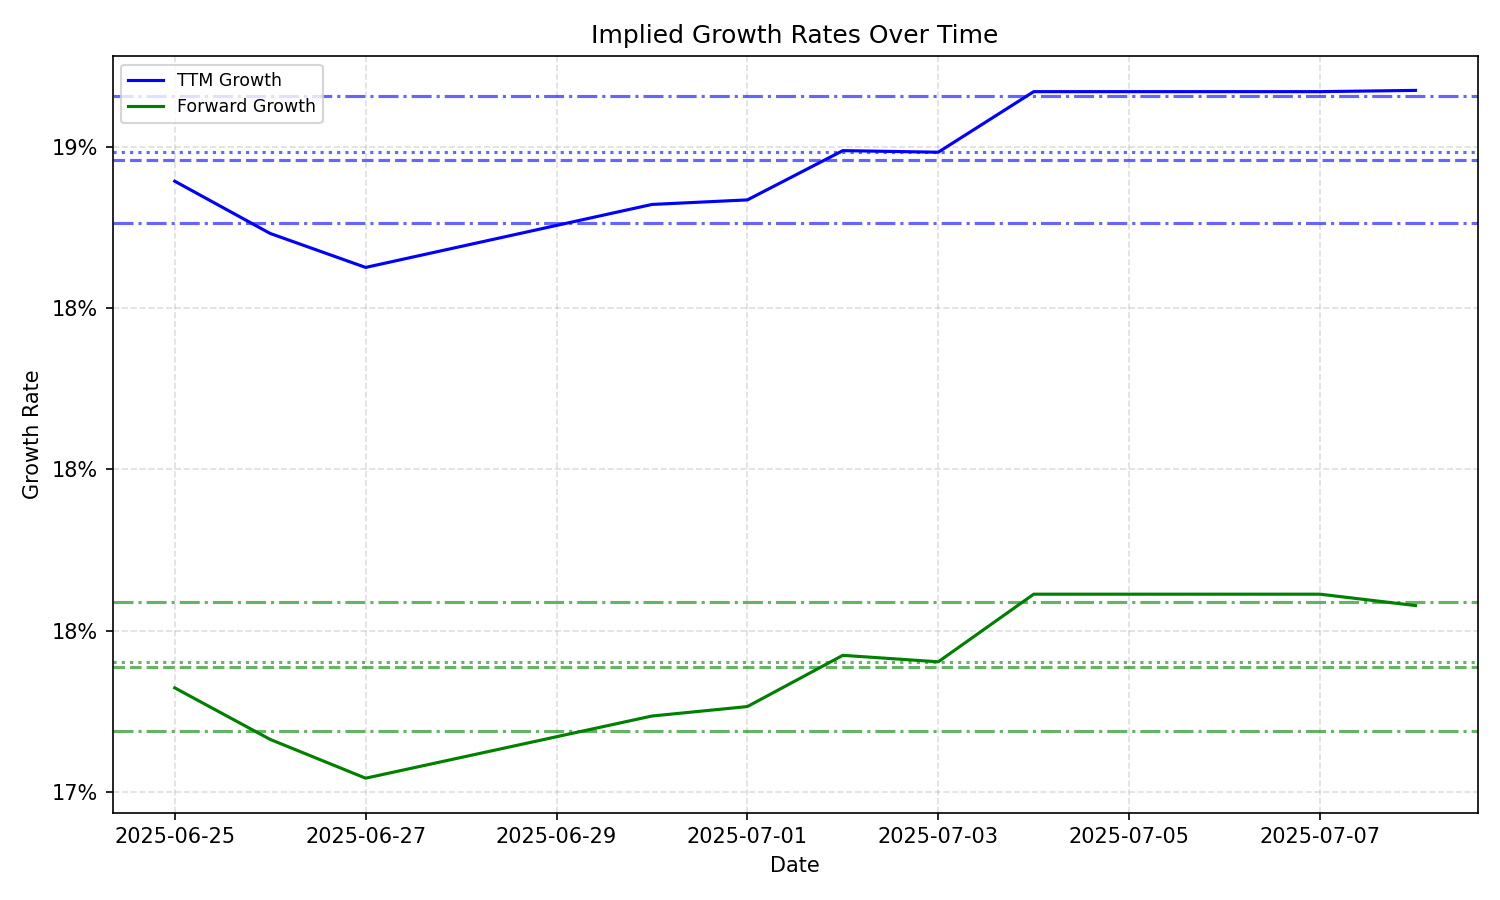 Implied Growth Rates Over Time
TTM Growth
Forward Growth
19%
18%
18%
18%
17%
Growth Rate
2025-06-25
2025-06-27
2025-06-29
2025-07-01
2025-07-03
2025-07-05
2025-07-07
Date